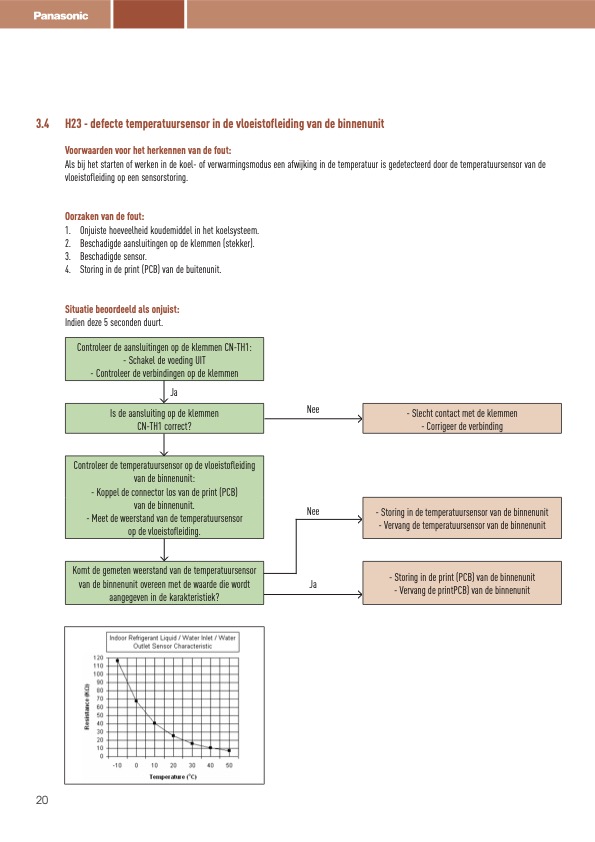 Panasonic
3.4 H23 - defecte temperatuursensor in de vloeistofleiding van de binnenunit
Voorwaarden voor het herkennen van de fout:
Als bij het starten of werken in de koel- of verwarmingsmodus een afwijking in de temperatuur is gedetecteerd door de temperatuursensor van de
vloeistofleiding op een sensorstoring.
Oorzaken van de fout:
1. Onjuiste hoeveelheid koudemiddel in het koelsysteem.
2. Beschadigde aansluitingen op de klemmen (stekker).
3. Beschadigde sensor.
4. Storing in de print (PCB) van de buitenunit.
Situatie beoordeeld als onjuist:
Indien deze 5 seconden duurt.
Controleer de aansluitingen op de klemmen CN-TH1:
- Schakel de voeding UIT
- Controleer de verbindingen op de klemmen
Ja
Is de aansluiting op de klemmen
CN-TH1 correct?
Nee
- Slecht contact met de klemmen
- Corrigeer de verbinding
Controleer de temperatuursensor op de vloeistofleiding
van de binnenunit:
- Koppel de connector los van de print (PCB)
van de binnenunit.
- Meet de weerstand van de temperatuursensor
op de vloeistofleiding.
Nee
- Storing in de temperatuursensor van de binnenunit
- Vervang de temperatuursensor van de binnenunit
Komt de gemeten weerstand van de temperatuursensor
van de binnenunit overeen met de waarde die wordt
aangegeven in de karakteristiek?
Ja
- Storing in de print (PCB) van de binnenunit
- Vervang de printPCB) van de binnenunit
Indoor Refrigerant Liquid / Water Inlet / Water
Outlet Sensor Characteristic
Resistance (KΩ)
120
110
100
90
80
70
60
50
40
30
20
10
0
-10 0 10 20 30 40 50
Temperature (°C)
20